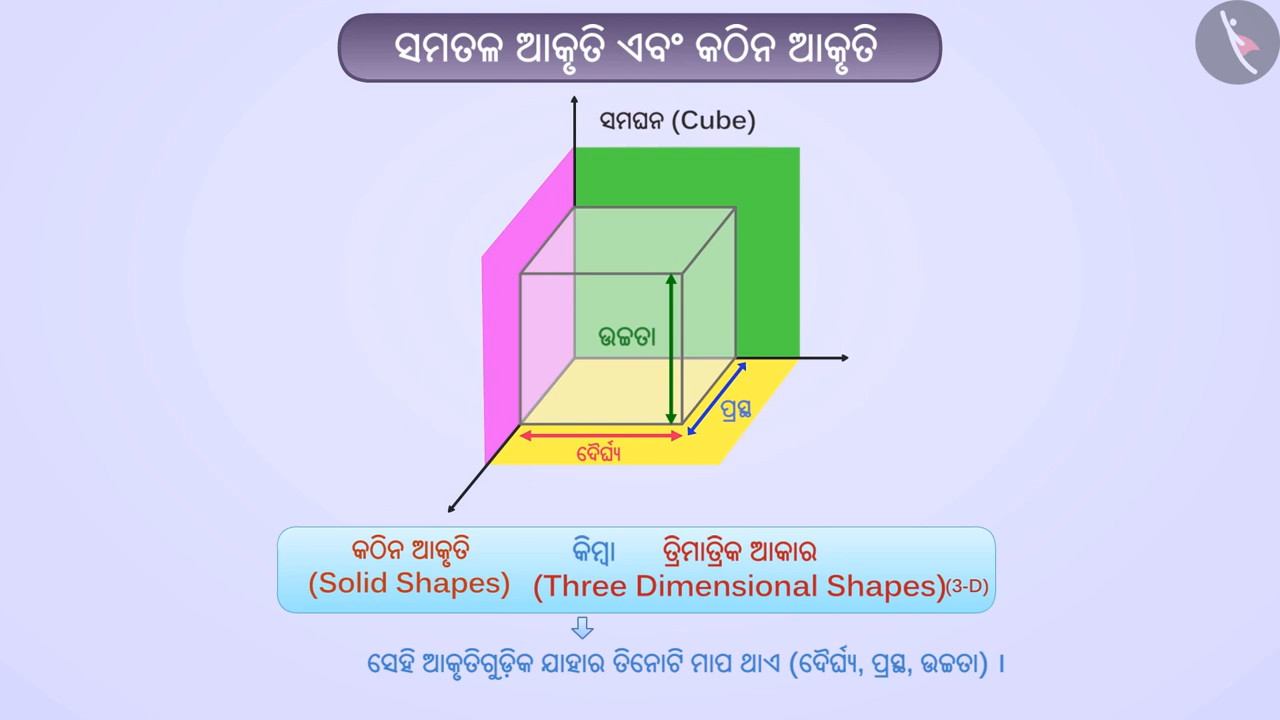 ସମତଳ ଆକୃତି ଏବଂ କଠିନ ଆକୃତି
ସମଘନ (Cube)
ଉଚ୍ଚତା
ପ୍ରସ୍ଥ
ଦୈର୍ଘ୍ୟ
କଠିନ ଆକୃତି କିମ୍ବା ତ୍ରିମାତ୍ରିକ ଆକାର
(Solid Shapes) (Three Dimensional Shapes)(3-D)
ସେହି ଆକୃତିଗୁଡ଼ିକ ଯାହାର ତିନୋଟି ମାପ ଥାଏ (ଦୈର୍ଘ୍ୟ, ପ୍ରସ୍ଥ, ଉଚ୍ଚତା) ।